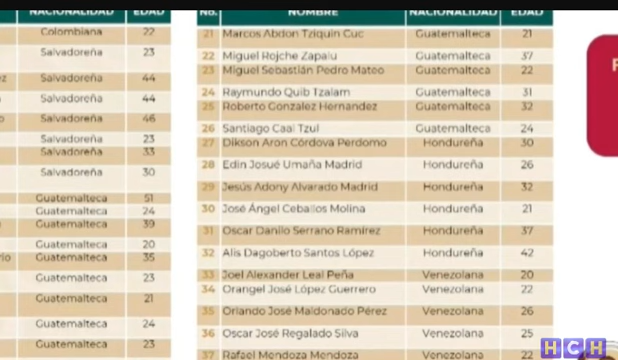 NACIONALIDAD EDAD
Colombiana 22
Salvadoreña 23
Salvadoreña 44
Salvadoreña 44
Salvadoreña 46
Salvadoreña 23
Salvadoreña 33
Salvadoreña 30
Guatemalteca 51
Guatemalteca 24
Guatemalteca 39
Guatemalteca 20
Guatemalteca 35
Guatemalteca 23
Guatemalteca 21
Guatemalteca 24
Guatemalteca 23
No. NOMBRE NACIONALIDAD EDAD
21 Marcos Abdon Tziquin Cuc Guatemalteca 21
22 Miguel Rojche Zapalu Guatemalteca 37
23 Miguel Sebastián Pedro Mateo Guatemalteca 22
24 Raymundo Quib Tzalam Guatemalteca 31
25 Roberto Gonzalez Hernandez Guatemalteca 32
26 Santiago Caal Tzul Guatemalteca 24
27 Dikson Aron Córdova Perdomo Hondureña 30
28 Edin Josué Umaña Madrid Hondureña 26
29 Jesús Adony Alvarado Madrid Hondureña 32
30 José Ángel Ceballos Molina Hondureña 21
31 Oscar Danilo Serrano Ramírez Hondureña 37
32 Alis Dagoberto Santos López Hondureña 42
33 Joel Alexander Leal Peña Venezolana 20
34 Orangel José López Guerrero Venezolana 22
35 Orlando José Maldonado Pérez Venezolana 26
36 Oscar José Regalado Silva Venezolana 25
37 Rafael Mendoza Mendoza Venezolana 22
HCH